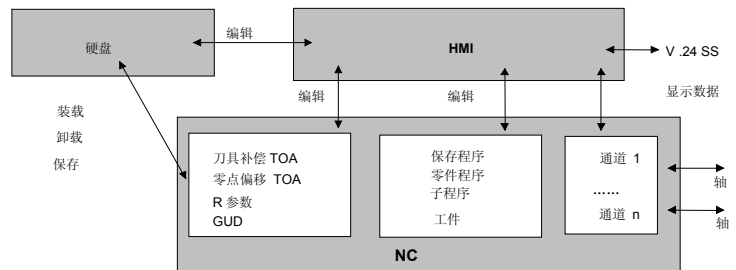 硬盘
编辑
HMI
V .24 SS
编辑
编辑
显示数据
装载
卸载
保存
刀具补偿 TOA
零点偏移 TOA
R 参数
GUD
保存程序
零件程序
子程序
工件
通道 1
......
通道 n
轴
轴
NC